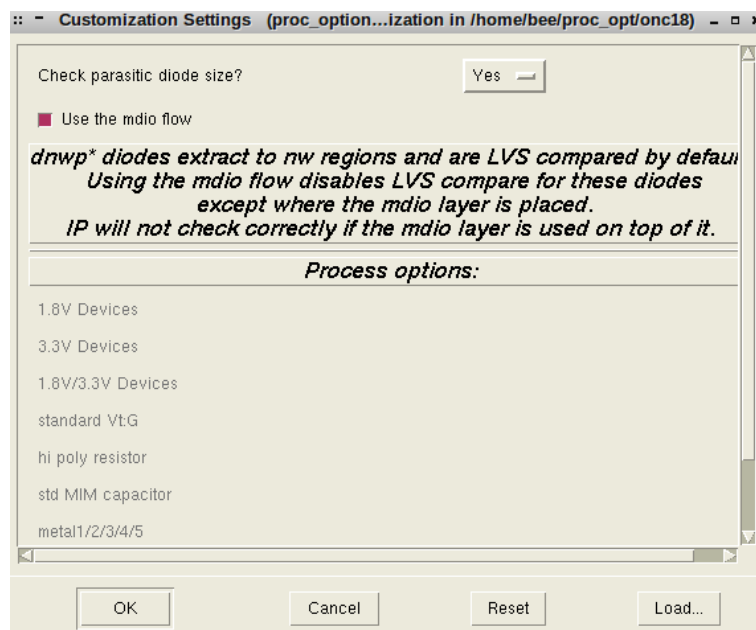 Customization Settings (proc_option...ization in /home/bee/proc_opt/onc18)
Check parasitic diode size?
Yes
Use the mdio flow
dnwp* diodes extract to nw regions and are LVS compared by defaul
Using the mdio flow disables LVS compare for these diodes
except where the mdio layer is placed.
IP will not check correctly if the mdio layer is used on top of it.
Process options:
1.8V Devices
3.3V Devices
1.8V/3.3V Devices
standard Vt:G
hi poly resistor
std MIM capacitor
metal1/2/3/4/5
OK
Cancel
Reset
Load...